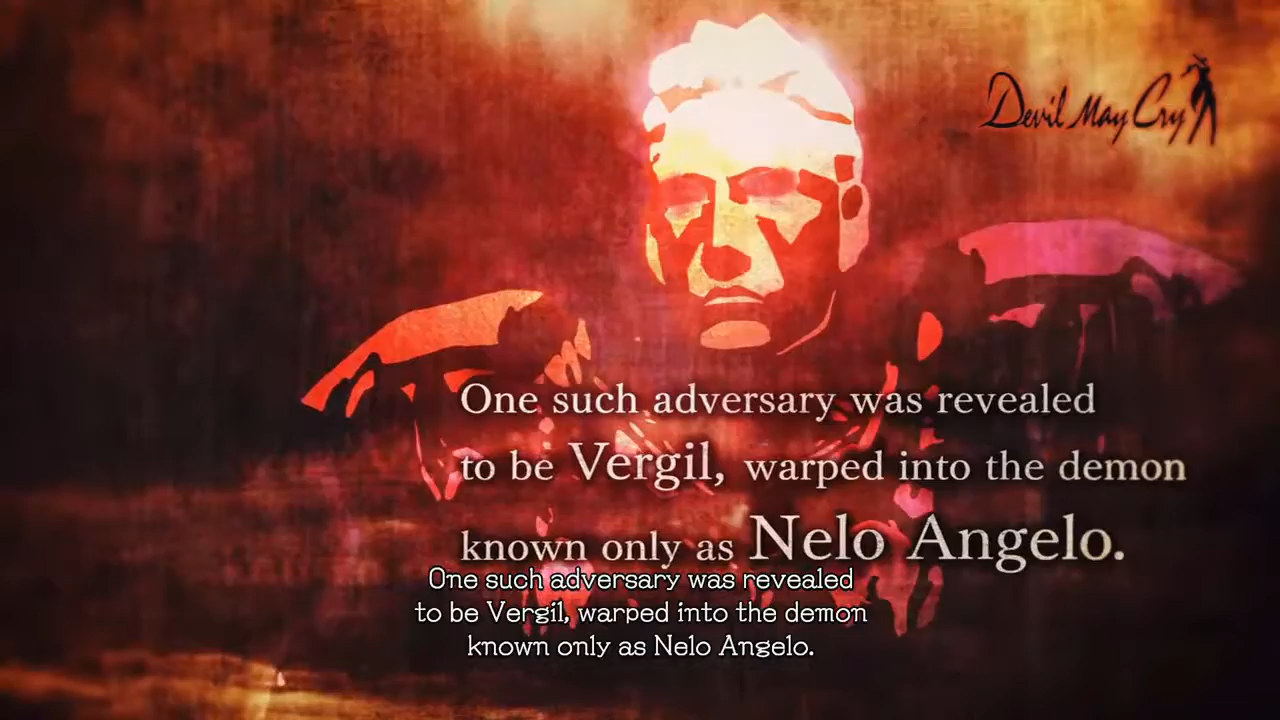 Devil May Cry
One such adversary was revealed
to be Vergil, warped into the demon
known only as Nelo Angelo.
One such adversary was revealed
to be Vergil, warped into the demon
known only as Nelo Angelo.